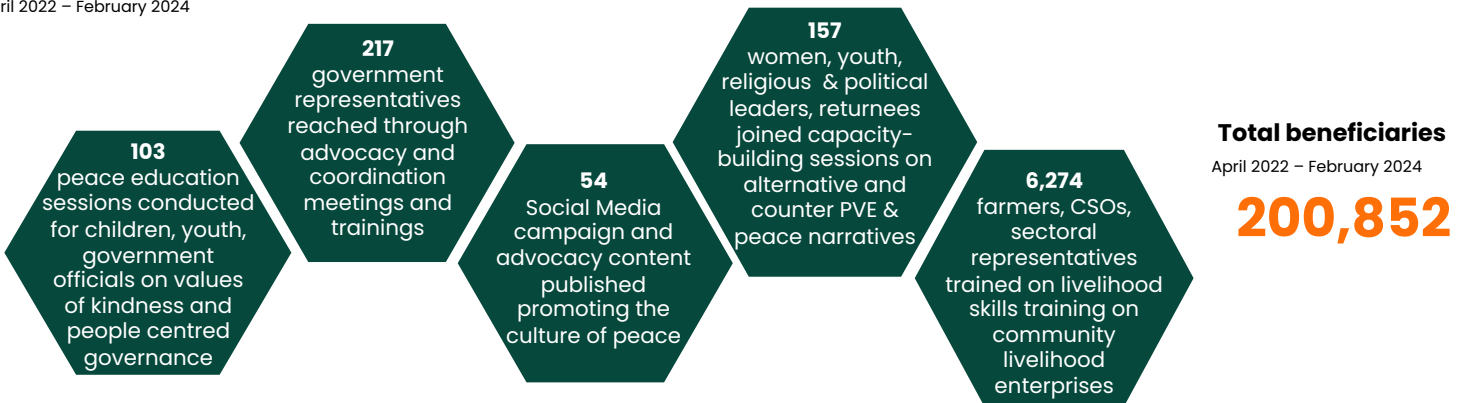 ril 2022 – February 2024
103
peace education
sessions conducted
for children, youth,
government
officials on values
of kindness and
people centred
governance
217
government
representatives
reached through
advocacy and
coordination
meetings and
trainings
54
Social Media
campaign and
advocacy content
published
promoting the
culture of peace
157
women, youth,
religious & political
leaders, returnees
joined capacity-
building sessions on
alternative and
counter PVE &
peace narratives
6,274
farmers, CSOs,
sectoral
representatives
trained on livelihood
skills training on
community
livelihood
enterprises
Total beneficiaries
April 2022 – February 2024
200,852